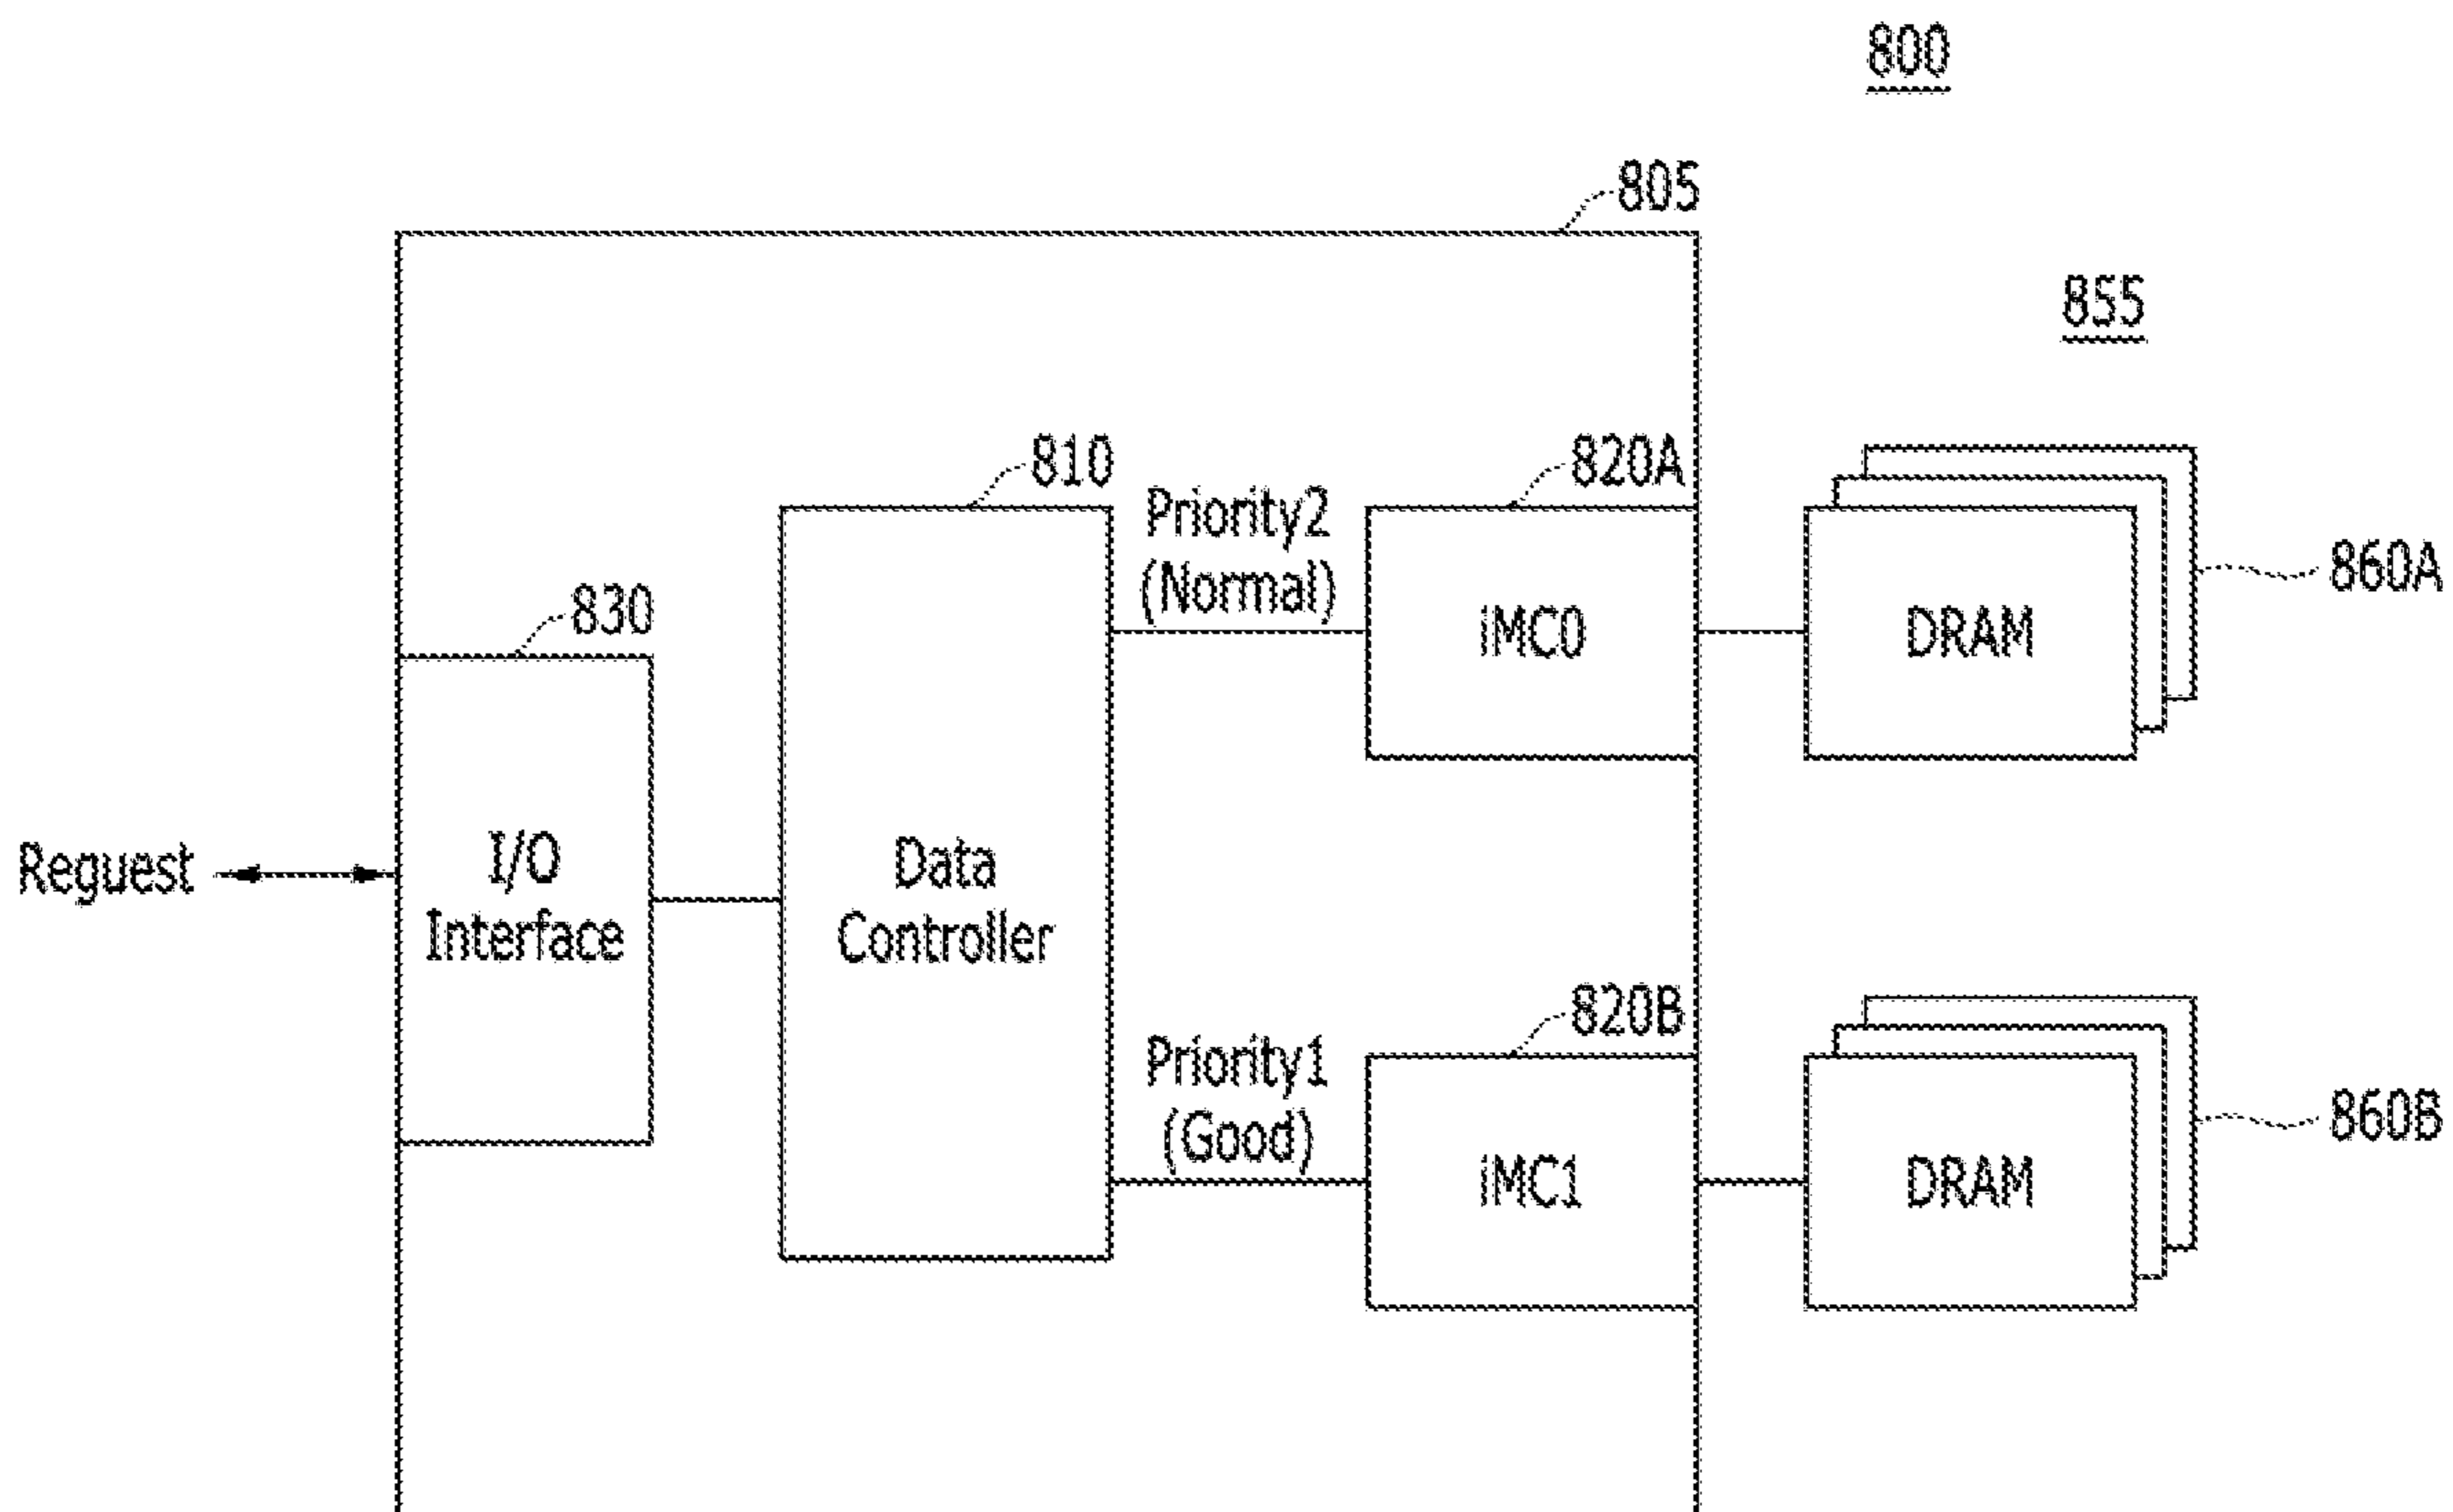 800
805
855
810
820A
Priority2
(Normal)
860A
830
iMC0
DRAM
Reguest
I/O
Interface
Data
Controller
820B
Priority1
(Good)
860B
iMC1
DRAM